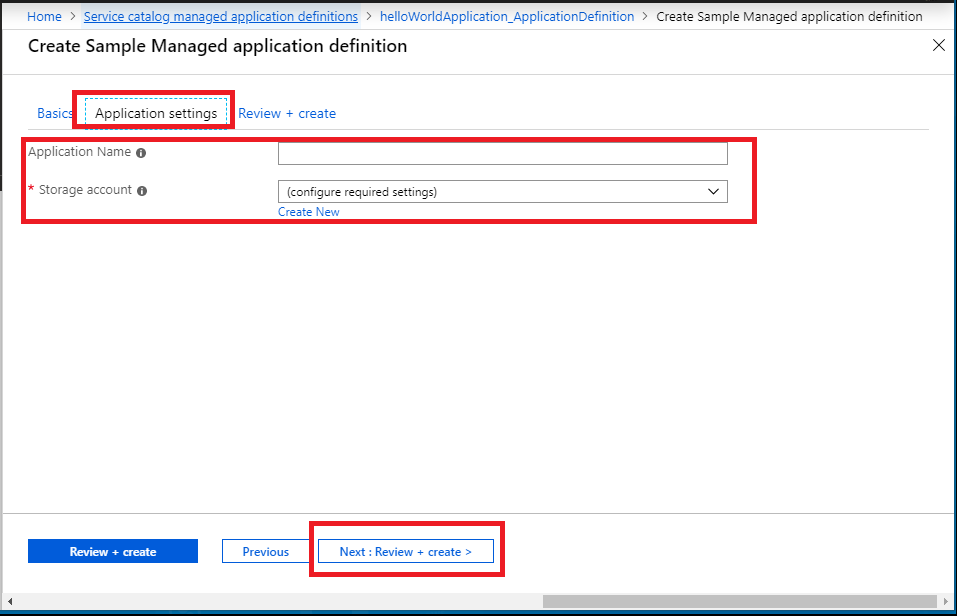 Home > Service catalog managed application definitions > helloWorldApplication_ApplicationDefinition > Create Sample Managed application definition
Create Sample Managed application definition
Basics Application settings Review + create
Application Name
* Storage account (configure required settings)
Create New
Review + create Previous Next : Review + create >